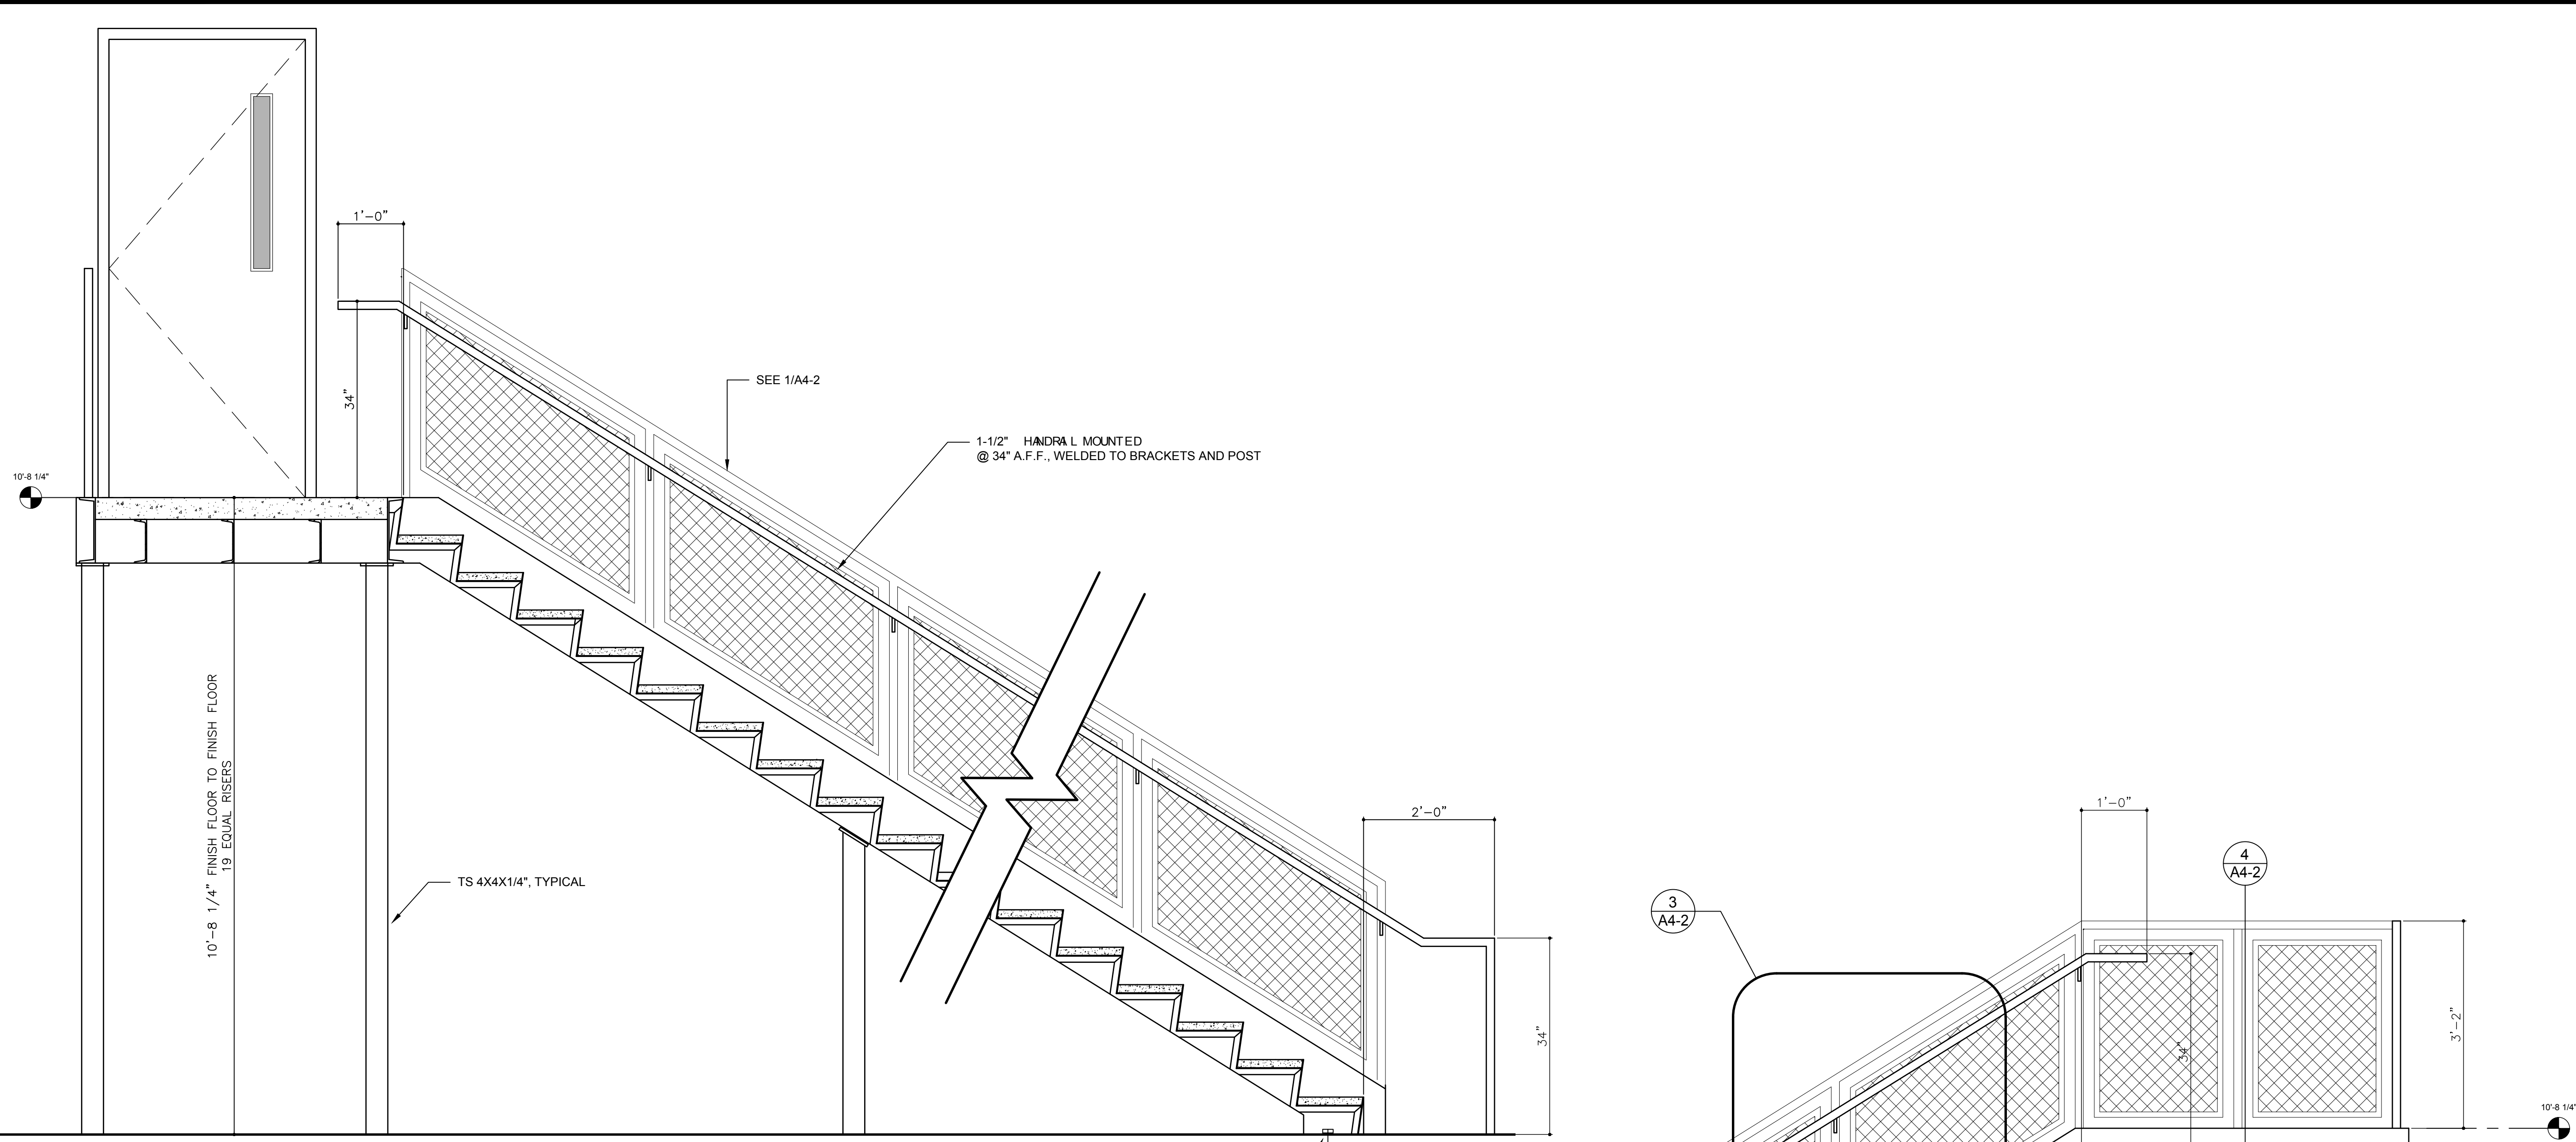 1'-0"
34"
10'-8 1/4"
SEE 1/A4-2
1-1/2" HANDRA L MOUNTED
@ 34" A.F.F., WELDED TO BRACKETS AND POST
10'-8 1/4" FINISH FLOOR TO FINISH FLOOR
19 EQUAL RISERS
TS 4X4X1/4", TYPICAL
2'-0"
34"
1'-0"
4
A4-2
3
A4-2
34"
3'-2"
10'-8 1/4"